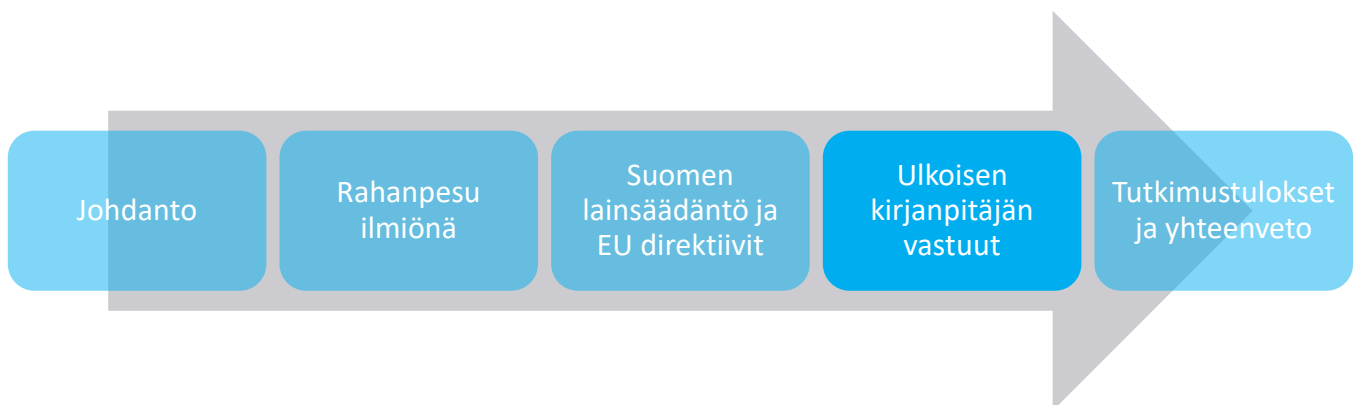 Johdanto
Rahanpesu
ilmiönä
Suomen
lainsäädäntö ja
EU direktiivit
Ulkoisen
kirjanpitäjän
vastuut
Tutkimustulokset
ja yhteenveto